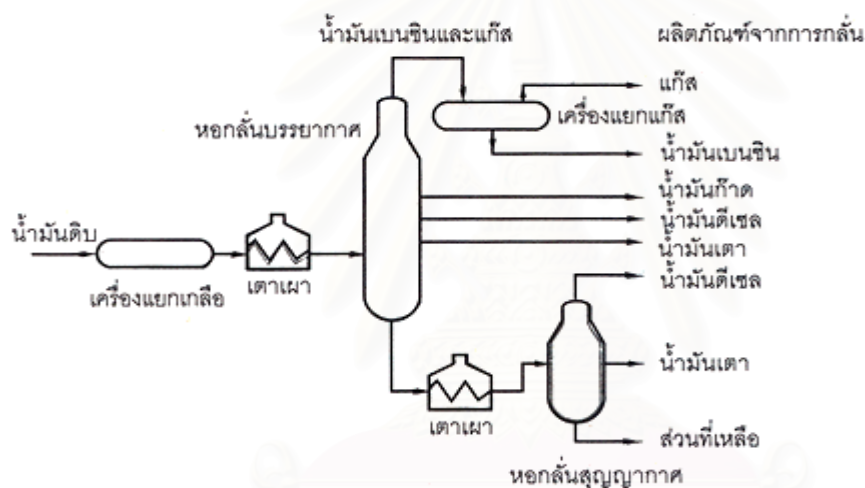 น้ำมันเบนซินและแก๊ส
ผลิตภัณฑ์จากการกลั่น
แก๊ส
เครื่องแยกแก๊ส
หอกลั่นบรรยากาศ
น้ำมันเบนซิน
น้ำมันก๊าด
น้ำมันดีเซล
น้ำมันดิบ
น้ำมันเตา
เครื่องแยกเกลือ
เตาเผา
น้ำมันดีเซล
น้ำมันเตา
เตาเผา
ส่วนที่เหลือ
หอกลั่นสุญญากาศ